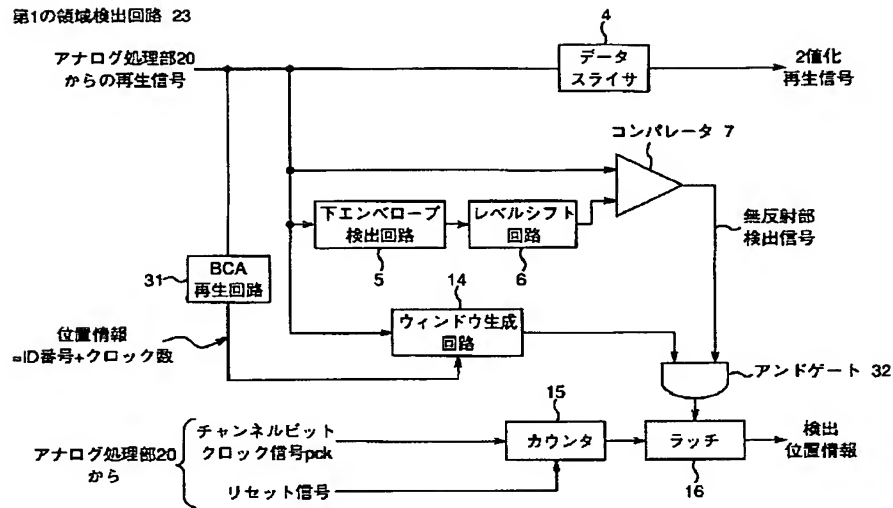 第1の領域検出回路 23
アナログ処理部20
からの再生信号
4
データ
スライサ
2値化
再生信号
コンパレータ 7
下エンベロープ
検出回路
レベルシフト
回路
5
6
無反射部
検出信号
31
BCA
再生回路
14
ウィンドウ生成
回路
位置情報
=ID番号+クロック数
アンドゲート 32
15
アナログ処理部20
から
チャンネルビット
クロック信号pck
リセット信号
カウンタ
ラッチ
16
検出
位置情報